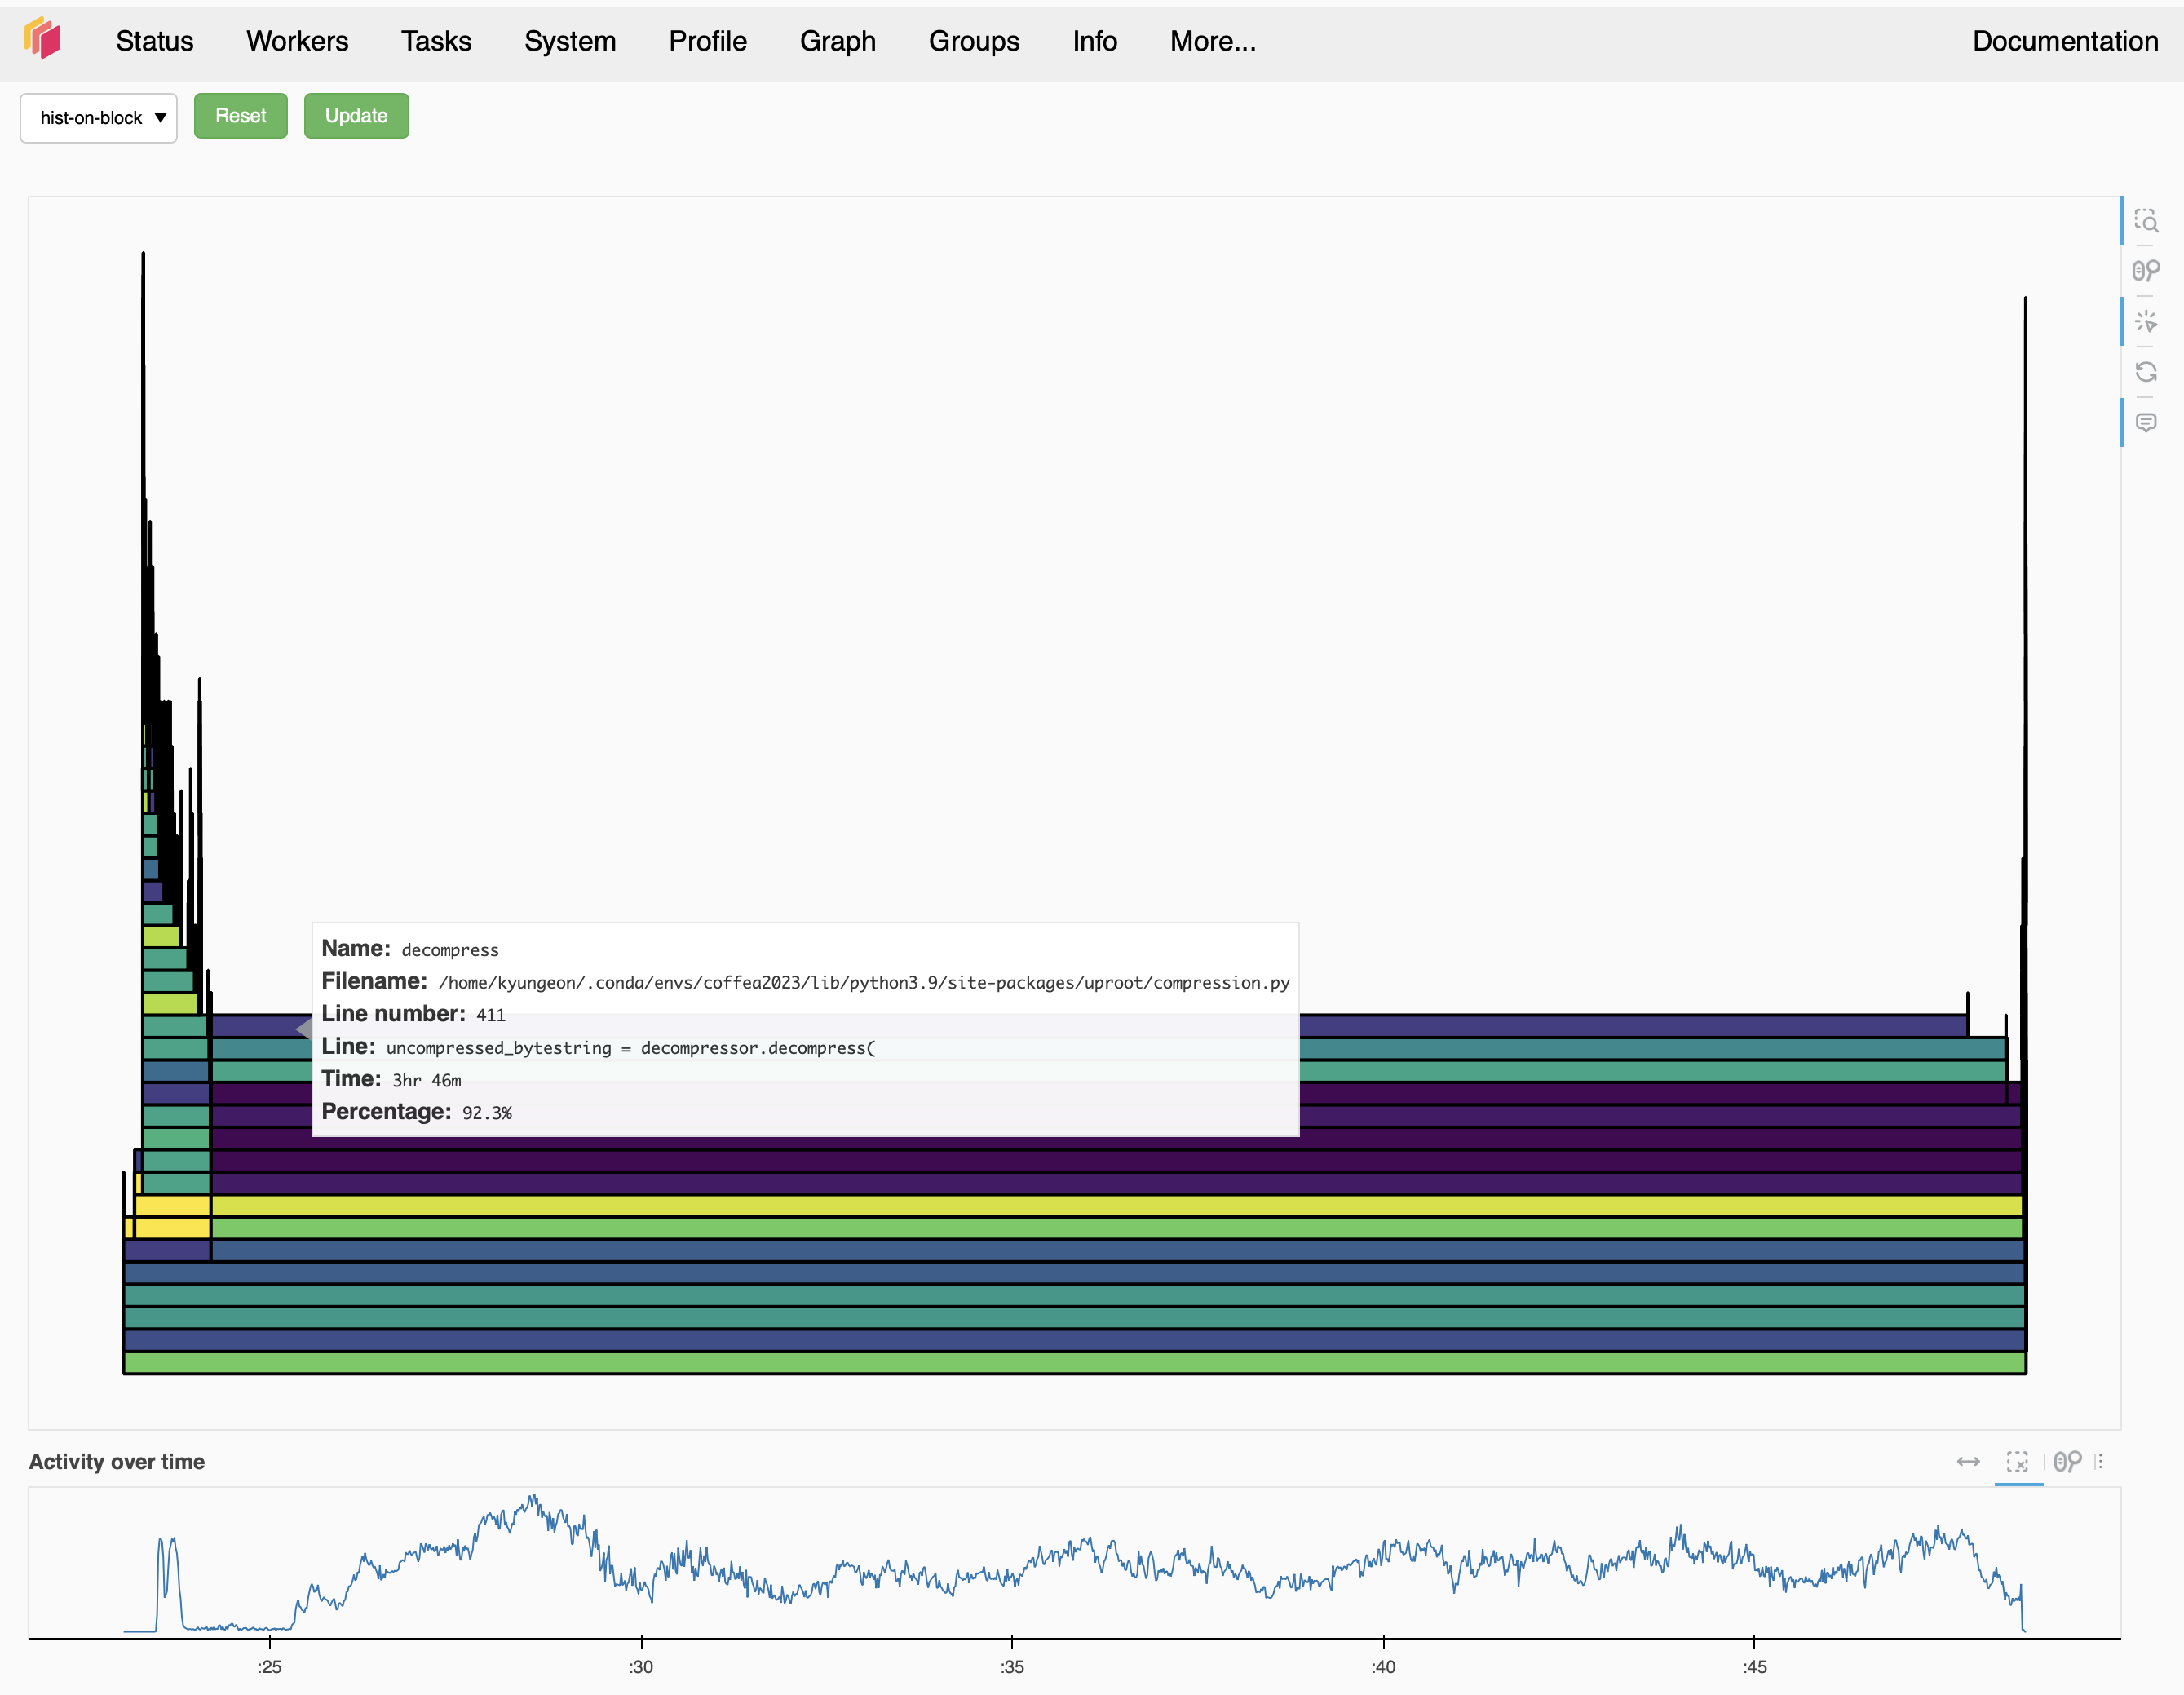 Status Workers Tasks System Profile Graph Groups Info More... Documentation
hist-on-block ▼ Reset Update
Name: decompress
Filename: /home/kyungeon/.conda/envs/coffea2023/lib/python3.9/site-packages/uproot/compression.py
Line number: 411
Line: uncompressed_bytestring = decompressor.decompress(
Time: 3hr 46m
Percentage: 92.3%
Activity over time
:25 :30 :35 :40 :45